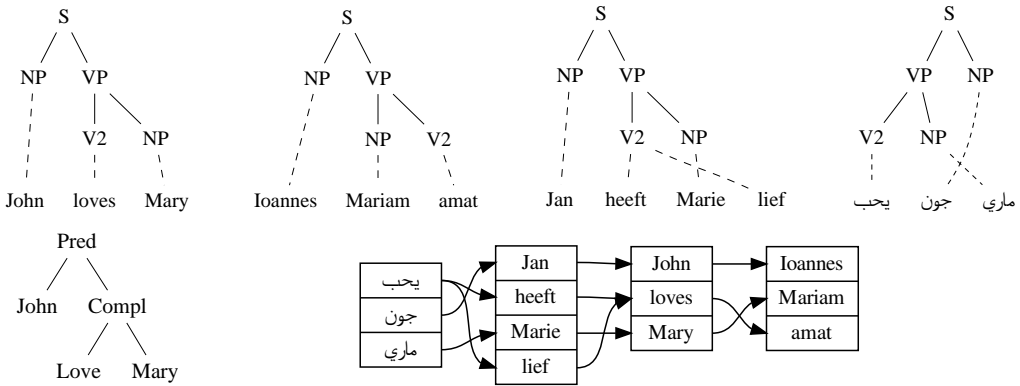 S S S S
NP VP NP VP NP VP VP NP
V2 NP NP V2 V2 NP V2 NP
John loves Mary Ioannes Mariam amat Jan heeft Marie lief يحب جون ماري
Pred
John Compl
Love Mary
يحب
جون
ماري
Jan
heeft
Marie
lief
John
loves
Mary
Ioannes
Mariam
amat